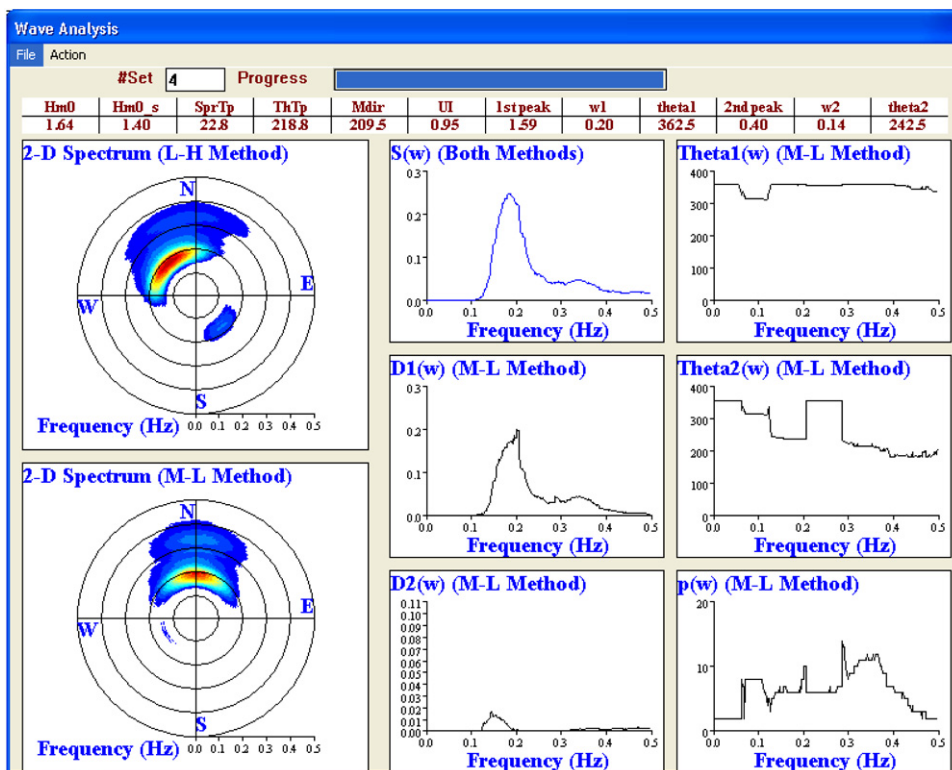 Wave Analysis
File Action
#Set 4 Progress
Hm0 Hm0_s SprTp ThTp Mdir UI 1st peak w1 theta1 2nd peak w2 theta2
1.64 1.40 22.8 218.8 209.5 0.95 1.59 0.20 362.5 0.40 0.14 242.5
2-D Spectrum (L-H Method)
N
E
W
S
0.0 0.1 0.2 0.3 0.4 0.5
Frequency (Hz)
S(w) (Both Methods)
0.3
0.2
0.1
0.0
0.0 0.1 0.2 0.3 0.4 0.5
Frequency (Hz)
Theta1(w) (M-L Method)
400
300
200
100
0
0.0 0.1 0.2 0.3 0.4 0.5
Frequency (Hz)
D1(w) (M-L Method)
0.3
0.2
0.1
0.0
0.0 0.1 0.2 0.3 0.4 0.5
Frequency (Hz)
Theta2(w) (M-L Method)
400
300
200
100
0
0.0 0.1 0.2 0.3 0.4 0.5
Frequency (Hz)
2-D Spectrum (M-L Method)
N
E
W
S
0.0 0.1 0.2 0.3 0.4 0.5
Frequency (Hz)
D2(w) (M-L Method)
0.11
0.10
0.09
0.08
0.07
0.06
0.05
0.04
0.03
0.02
0.01
0.00
0.0 0.1 0.2 0.3 0.4 0.5
Frequency (Hz)
p(w) (M-L Method)
20
10
0
0.0 0.1 0.2 0.3 0.4 0.5
Frequency (Hz)